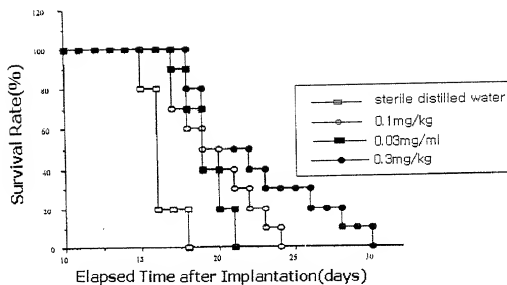 120
100
80
60
40
20
0
10
15
20
25
30
Survival Rate(%)
Elapsed Time after Implantation(days)
sterile distilled water
0.1mg/kg
0.03mg/ml
0.3mg/kg